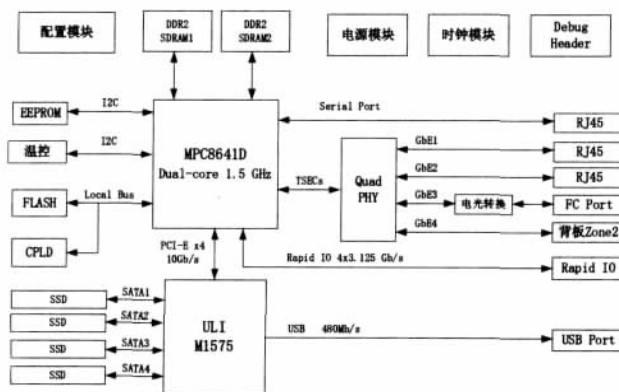 配置模块
DDR2
SDRAM1
DDR2
SDRAM2
电源模块
时钟模块
Debug
Header
EEPROM
I2C
温控
I2C
FLASH
Local Bus
CPLD
MPC8641D
Dual-core 1.5 GHz
Serial Port
RJ45
TSECs
Quad
PHY
GbE1
RJ45
GbE2
RJ45
GbE3
电光转换
FC Port
GbE4
背板Zone2
PCI-E x4
10Gb/s
Rapid IO 4x3.125 Gb/s
Rapid IO
SSD
SATA1
SSD
SATA2
SSD
SATA3
SSD
SATA4
ULI
M1575
USB 480Mb/s
USB Port